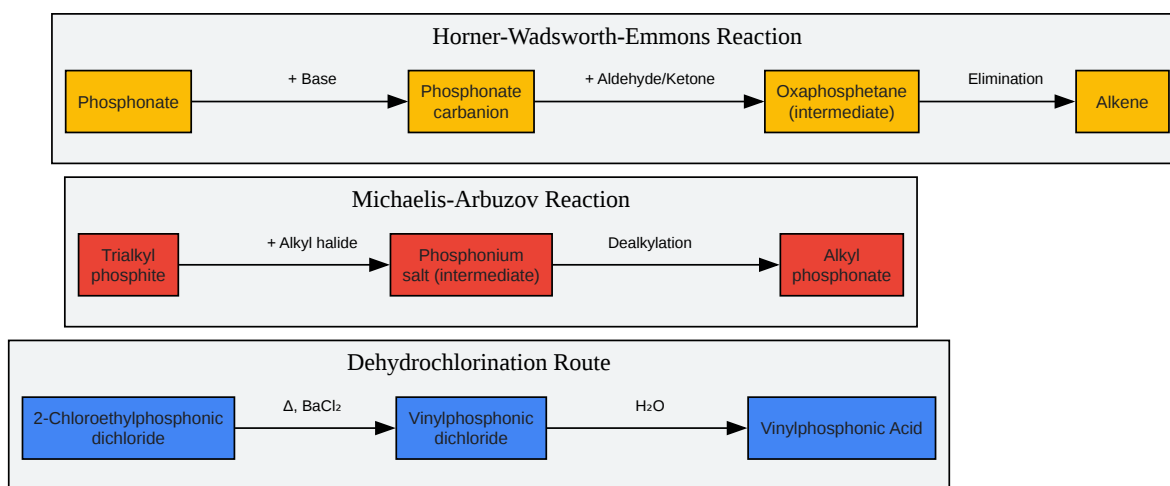 Horner-Wadsworth-Emmons Reaction
Phosphonate
+ Base
Phosphonate
carbanion
+ Aldehyde/Ketone
Oxaphosphetane
(intermediate)
Elimination
Alkene
Michaelis-Arbuzov Reaction
Trialkyl
phosphite
+ Alkyl halide
Phosphonium
salt (intermediate)
Dealkylation
Alkyl
phosphonate
Dehydrochlorination Route
2-Chloroethylphosphonic
dichloride
Δ, BaCl₂
Vinylphosphonic
dichloride
H₂O
Vinylphosphonic Acid